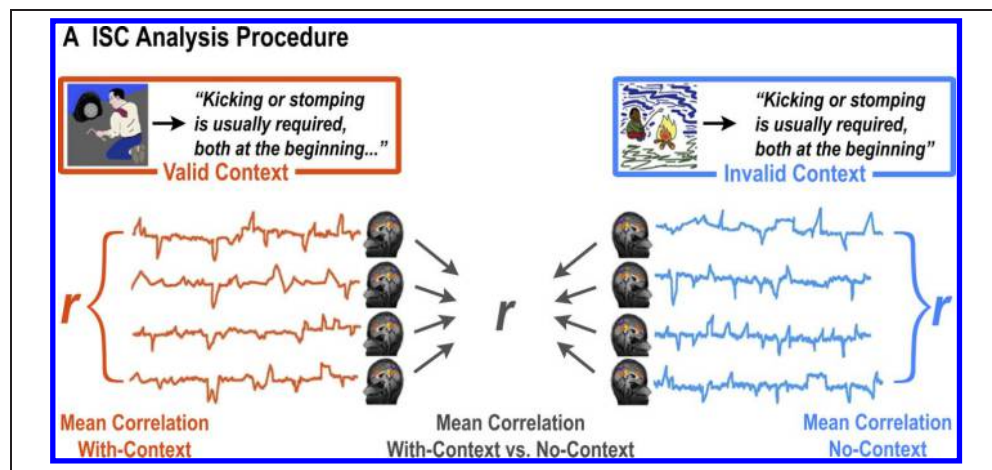 A ISC Analysis Procedure
“Kicking or stomping
is usually required,
both at the beginning...”
Valid Context
“Kicking or stomping
is usually required,
both at the beginning”
Invalid Context
r
r
r
Mean Correlation
With-Context
Mean Correlation
With-Context vs. No-Context
Mean Correlation
No-Context